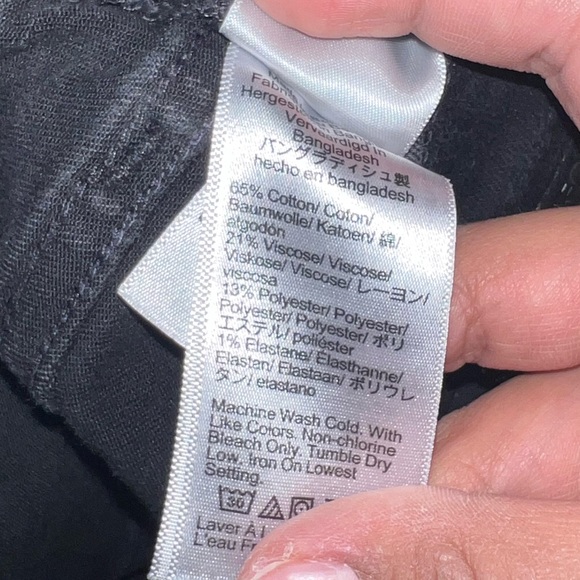 Bangladesh
Vervaardigd in
Bangladesh
バングラディシュ製
hecho en bangladesh
65% Cotton/ Coton/
Baumwolle/ Katoen/ 綿/
algodón
21% Viscose/ Viscose/
Viskose/ Viscose/ レーヨン/
viscosa
13% Polyester/ Polyester/
Polyester/ Polyester/ ポリ
エステル/ poliéster
1% Elastane/ Elasthanne/
Elastan/ Elastaan/ ポリウレ
タン/ elastano
Machine Wash Cold. With
Like Colors. Non-chlorine
Bleach Only. Tumble Dry
Low. Iron On Lowest
Setting.
30
Laver À
L'eau